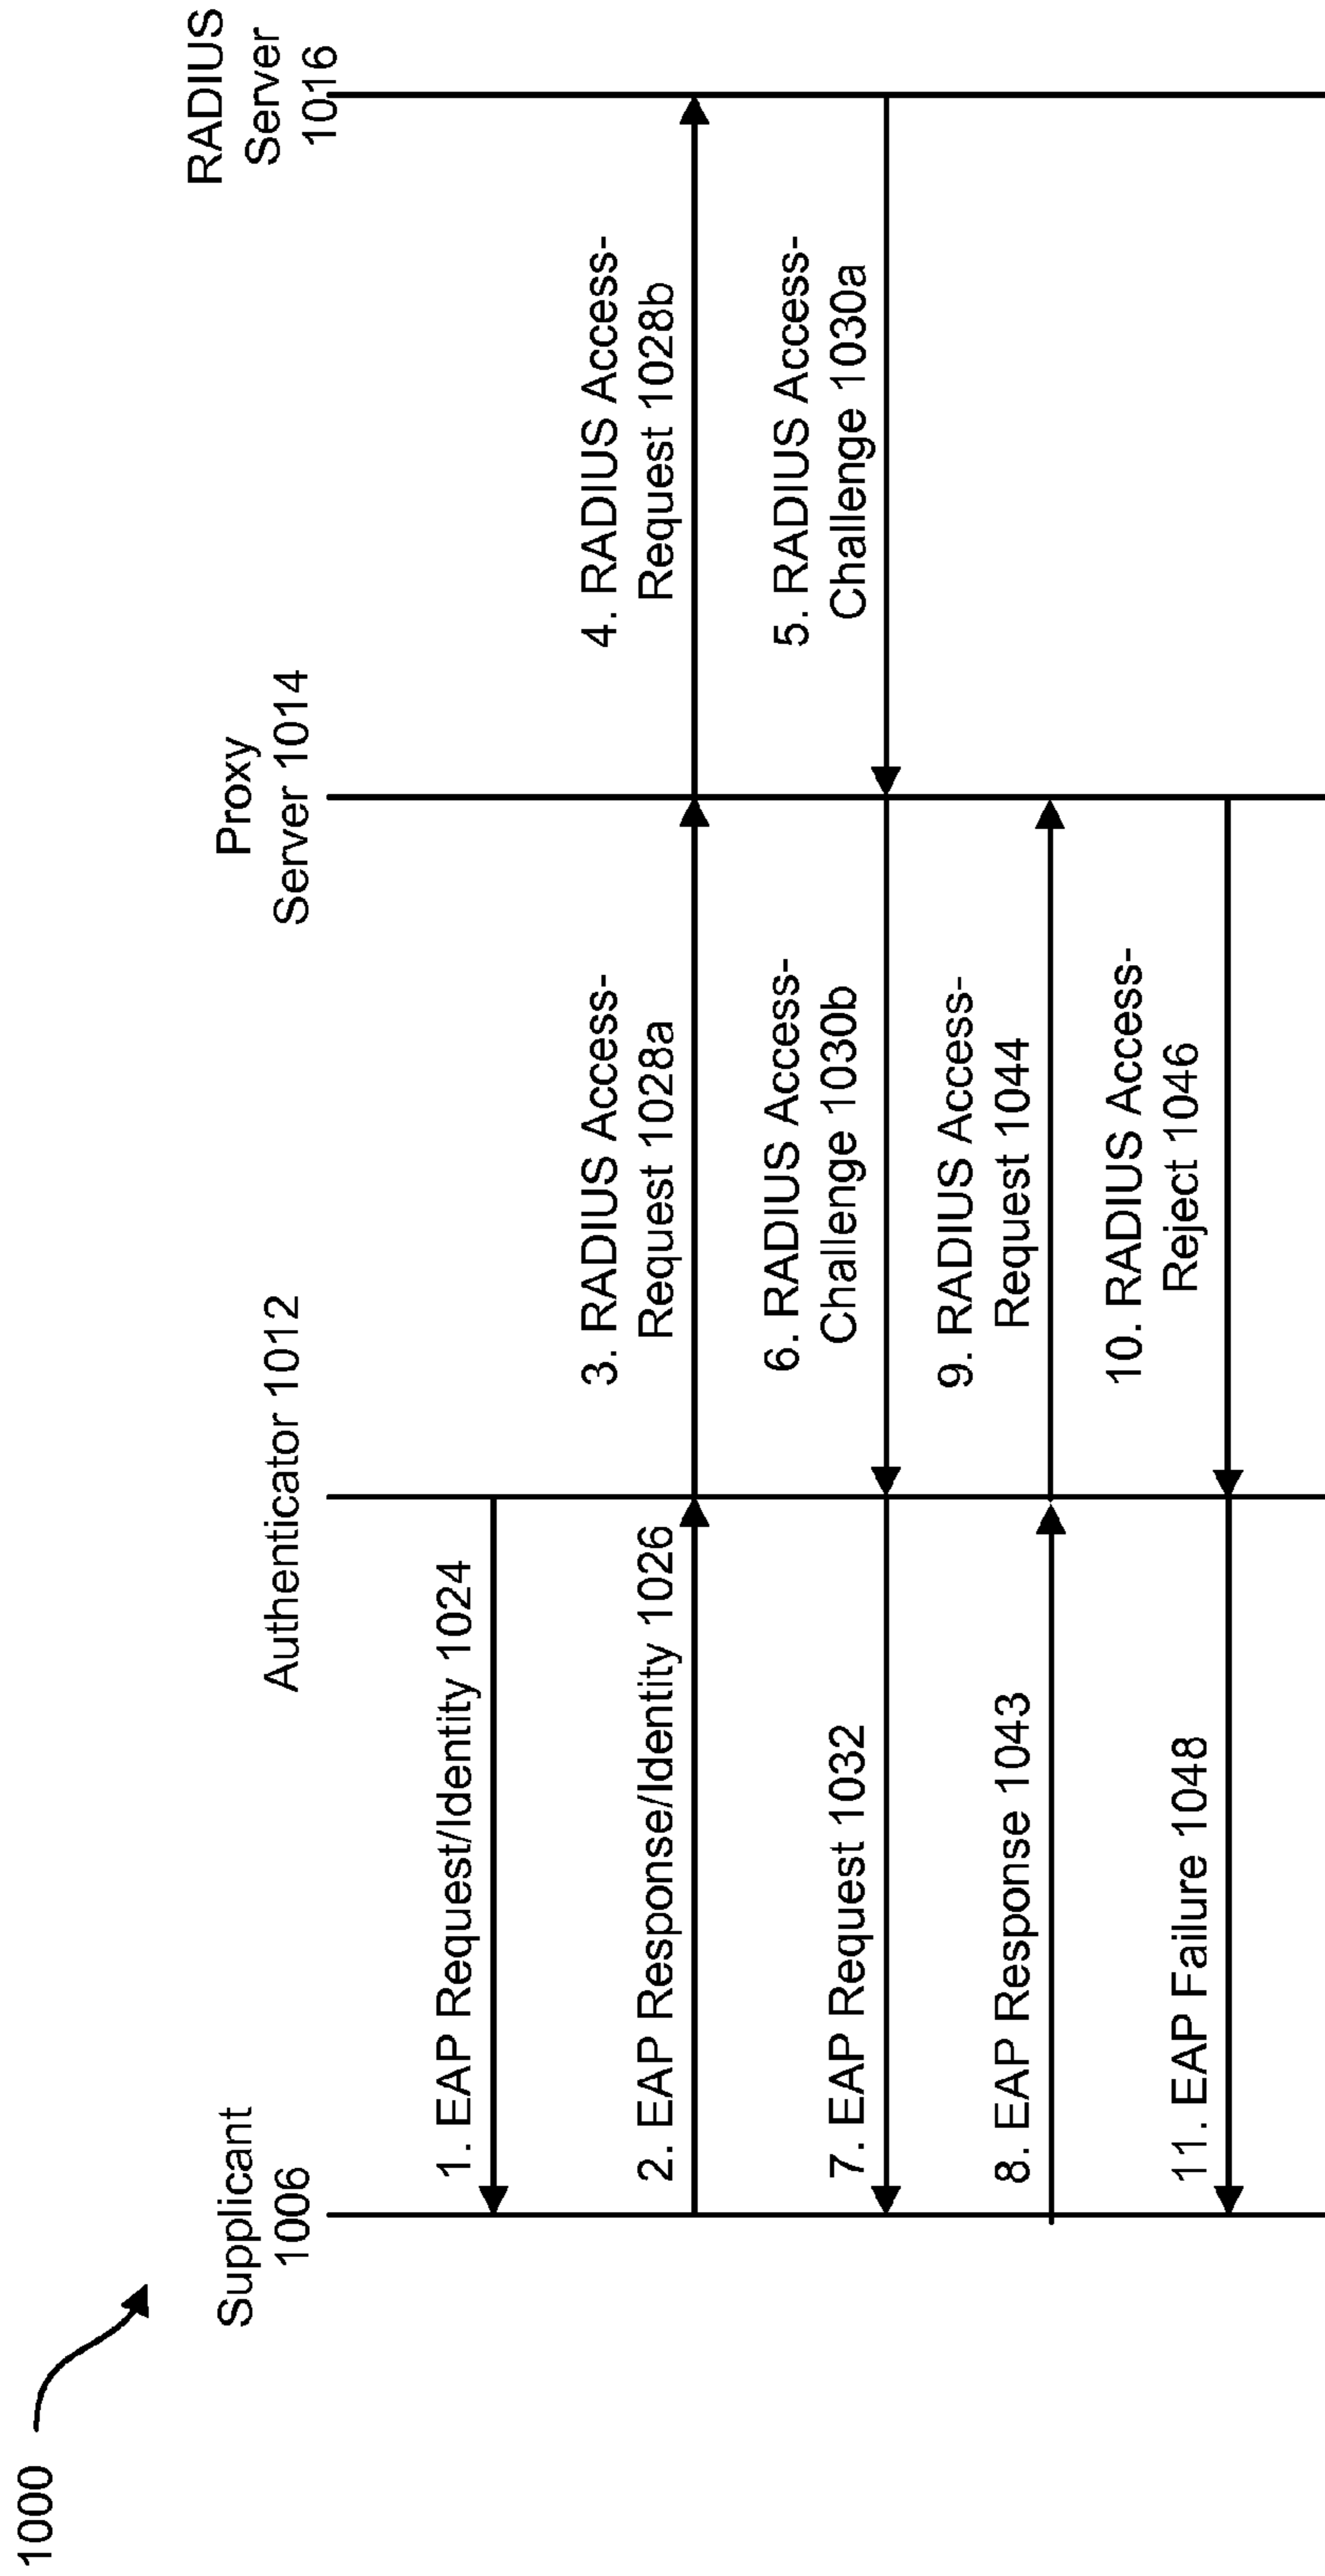 1000
Supplicant
1006
Authenticator 1012
Proxy
Server 1014
RADIUS
Server
1016
1. EAP Request/Identity 1024
2. EAP Response/Identity 1026
3. RADIUS Access-
Request 1028a
4. RADIUS Access-
Request 1028b
5. RADIUS Access-
Challenge 1030a
6. RADIUS Access-
Challenge 1030b
7. EAP Request 1032
8. EAP Response 1043
9. RADIUS Access-
Request 1044
10. RADIUS Access-
Reject 1046
11. EAP Failure 1048